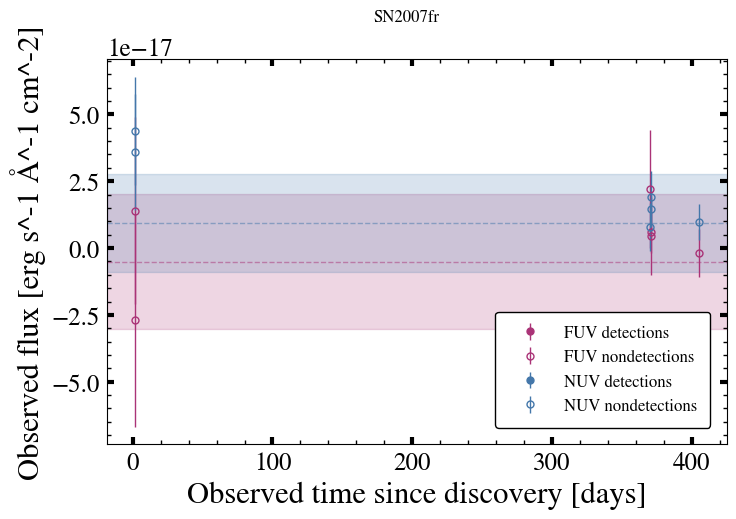 SN2007fr
1e−17
Observed flux [erg s^-1 Å^-1 cm^-2]
5.0
2.5
0.0
−2.5
−5.0
FUV detections
FUV nondetections
NUV detections
NUV nondetections
0 100 200 300 400
Observed time since discovery [days]